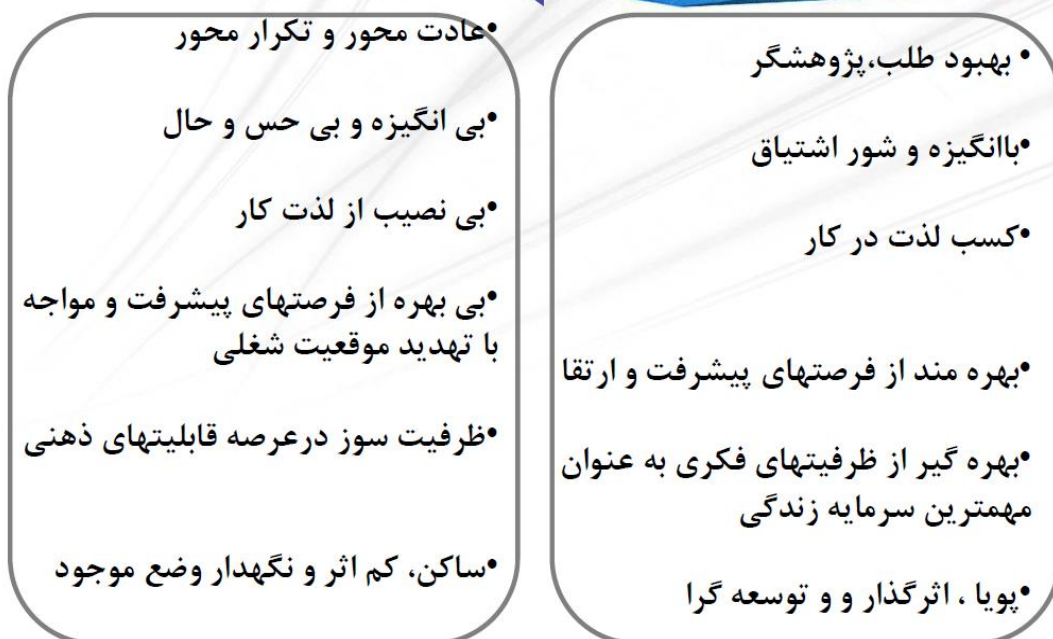 • بهبود طلب،پژوهشگر
•باانگیزه و شور اشتیاق
•کسب لذت در کار
•بهره مند از فرصتهای پیشرفت و ارتقا
•بهره گیر از ظرفیتهای فکری به عنوان
مهمترین سرمایه زندگی
•پویا ، اثرگذار و و توسعه گرا
•عادت محور و تکرار محور
•بی انگیزه و بی حس و حال
•بی نصیب از لذت کار
•بی بهره از فرصتهای پیشرفت و مواجه
با تهدید موقعیت شغلی
•ظرفیت سوز درعرصه قابلیتهای ذهنی
•ساکن، کم اثر و نگهدار وضع موجود